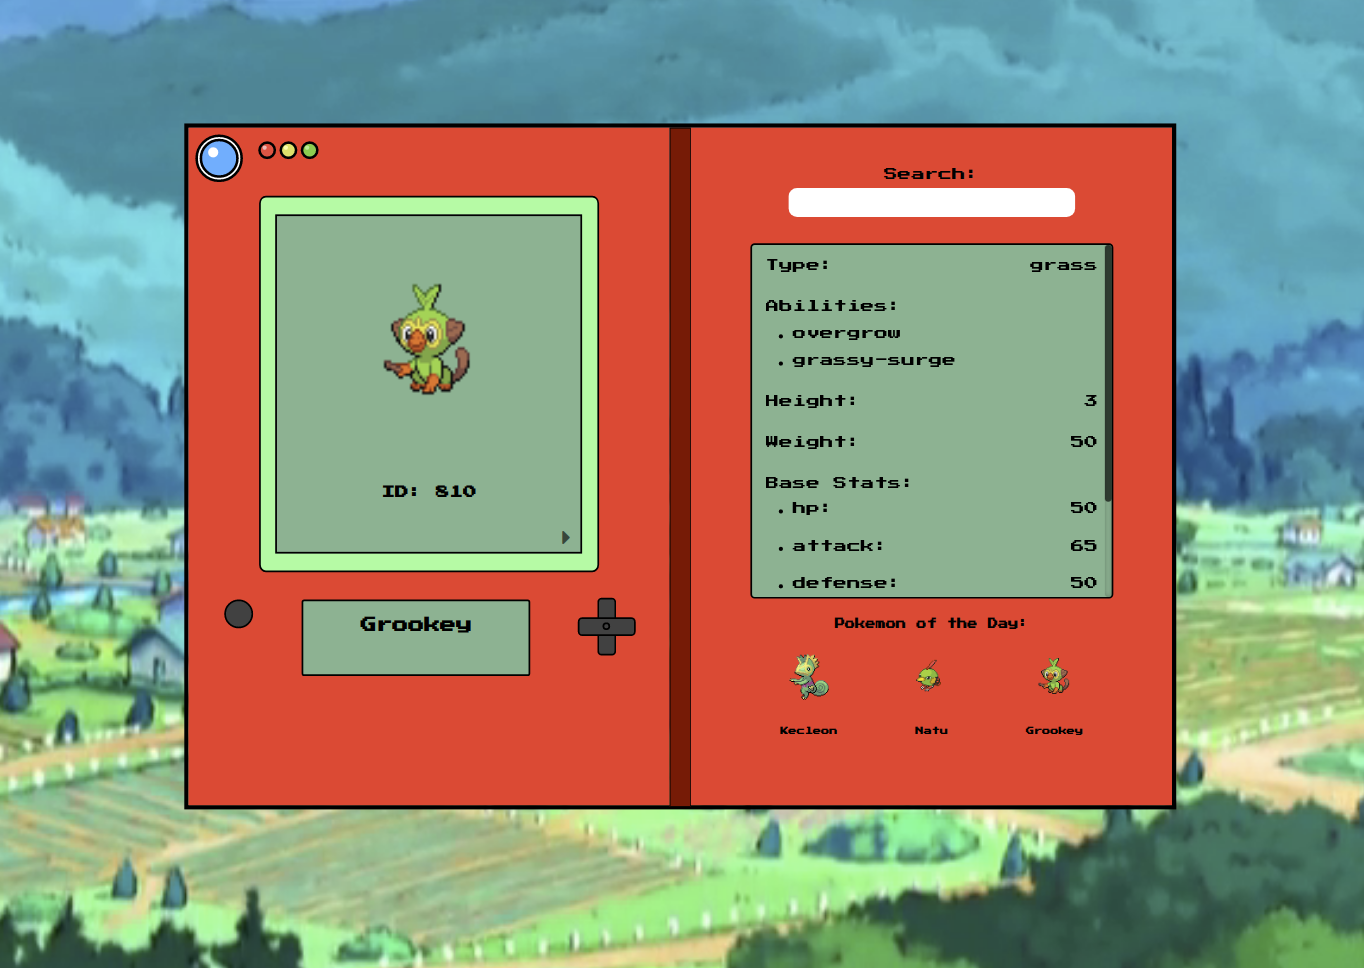 ID: 810
Grookey
Search:
Type: grass
Abilities:
. overgrow
. grassy-surge
Height: 3
Weight: 50
Base Stats:
. hp: 50
. attack: 65
. defense: 50
Pokemon of the Day:
Kecleon Natu Grookey